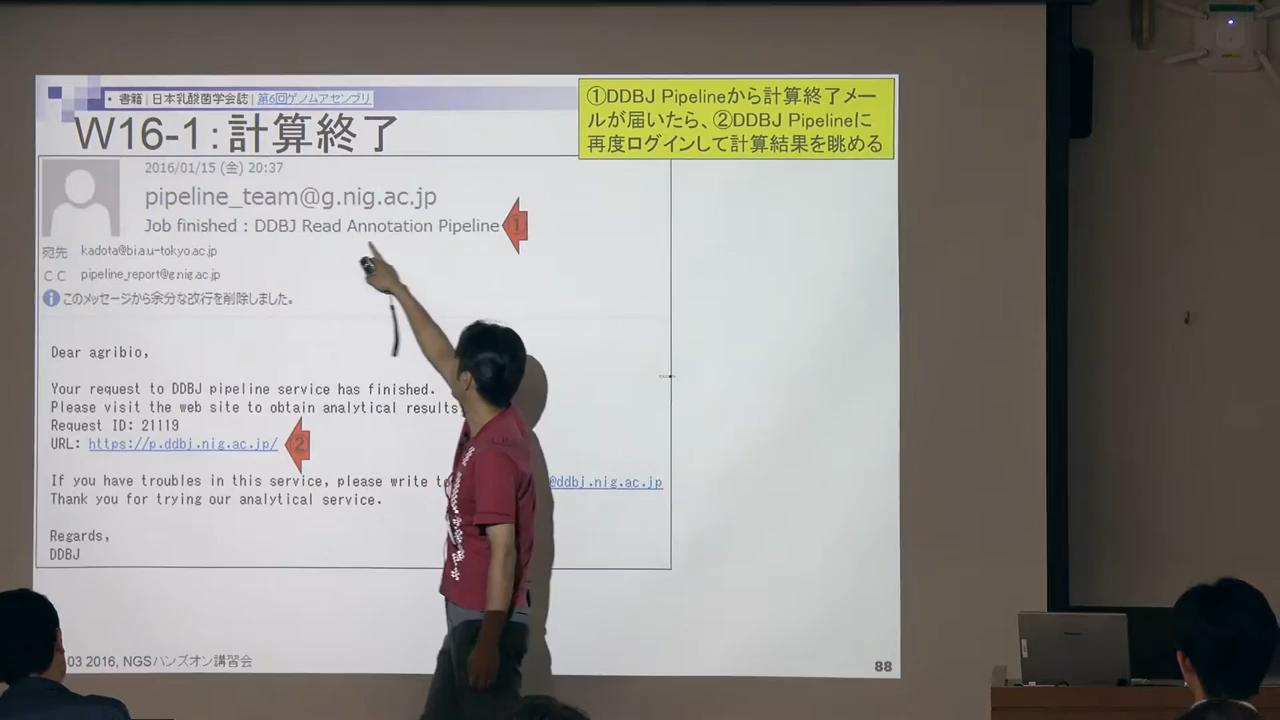 • 書籍 | 日本乳酸菌学会誌 | 第6回ゲノムアセンブリ
W16-1：計算終了
①DDBJ Pipelineから計算終了メー
ルが届いたら、②DDBJ Pipelineに
再度ログインして計算結果を眺める
2016/01/15 (金) 20:37
pipeline_team@g.nig.ac.jp
Job finished : DDBJ Read Annotation Pipeline
①
宛先 kadota@bi.a.u-tokyo.ac.jp
CC pipeline_report@g.nig.ac.jp
このメッセージから余分な改行を削除しました。
Dear agribio,
Your request to DDBJ pipeline service has finished.
Please visit the web site to obtain analytical results
Request ID: 21119
URL: https://p.ddbj.nig.ac.jp/
②
If you have troubles in this service, please write to @ddbj.nig.ac.jp
Thank you for trying our analytical service.
Regards,
DDBJ
03 2016, NGSハンズオン講習会
88